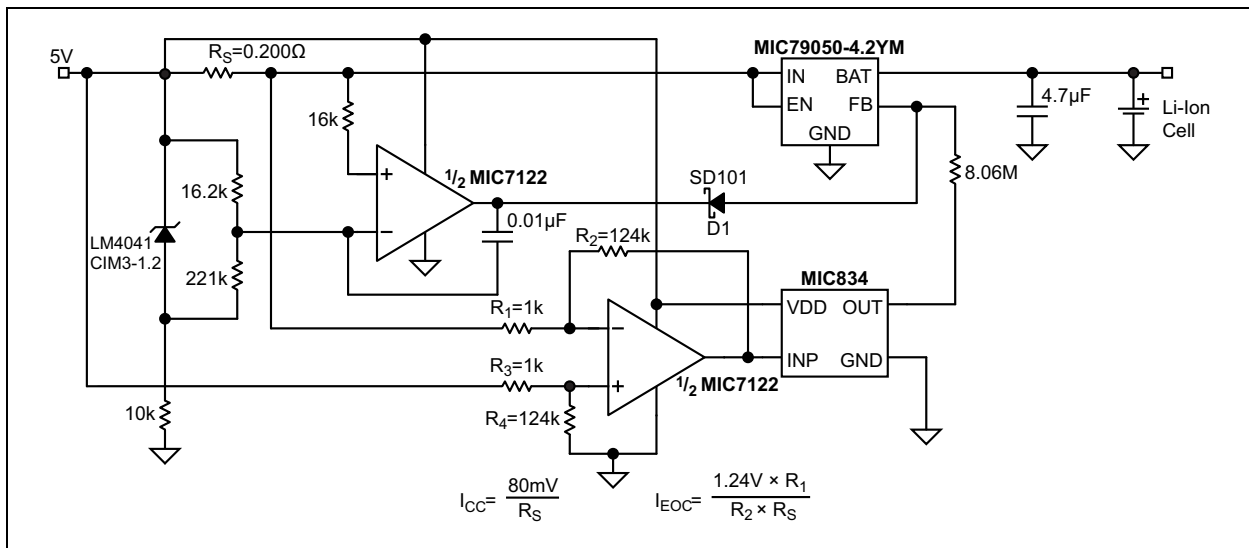 5V
R_S=0.200Ω
MIC79050-4.2YM
IN
BAT
EN
FB
GND
4.7µF
+
Li-Ion
Cell
16k
+
−
½ MIC7122
0.01µF
SD101
D1
8.06M
16.2k
LM4041
CIM3-1.2
221k
R₂=124k
MIC834
VDD
OUT
INP
GND
R₁=1k
−
R₃=1k
+
½ MIC7122
R₄=124k
10k
I_CC= 80mV / R_S
I_EOC= 1.24V × R₁ / R₂ × R_S